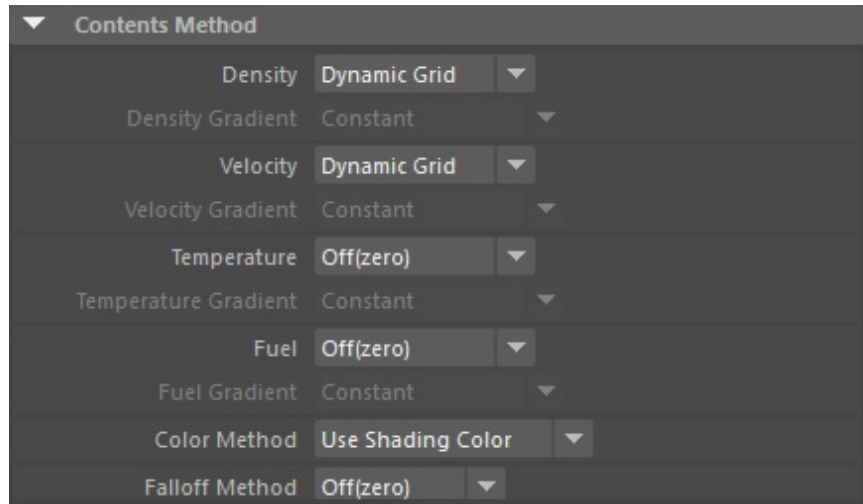 Contents Method
Density Dynamic Grid
Density Gradient Constant
Velocity Dynamic Grid
Velocity Gradient Constant
Temperature Off(zero)
Temperature Gradient Constant
Fuel Off(zero)
Fuel Gradient Constant
Color Method Use Shading Color
Falloff Method Off(zero)